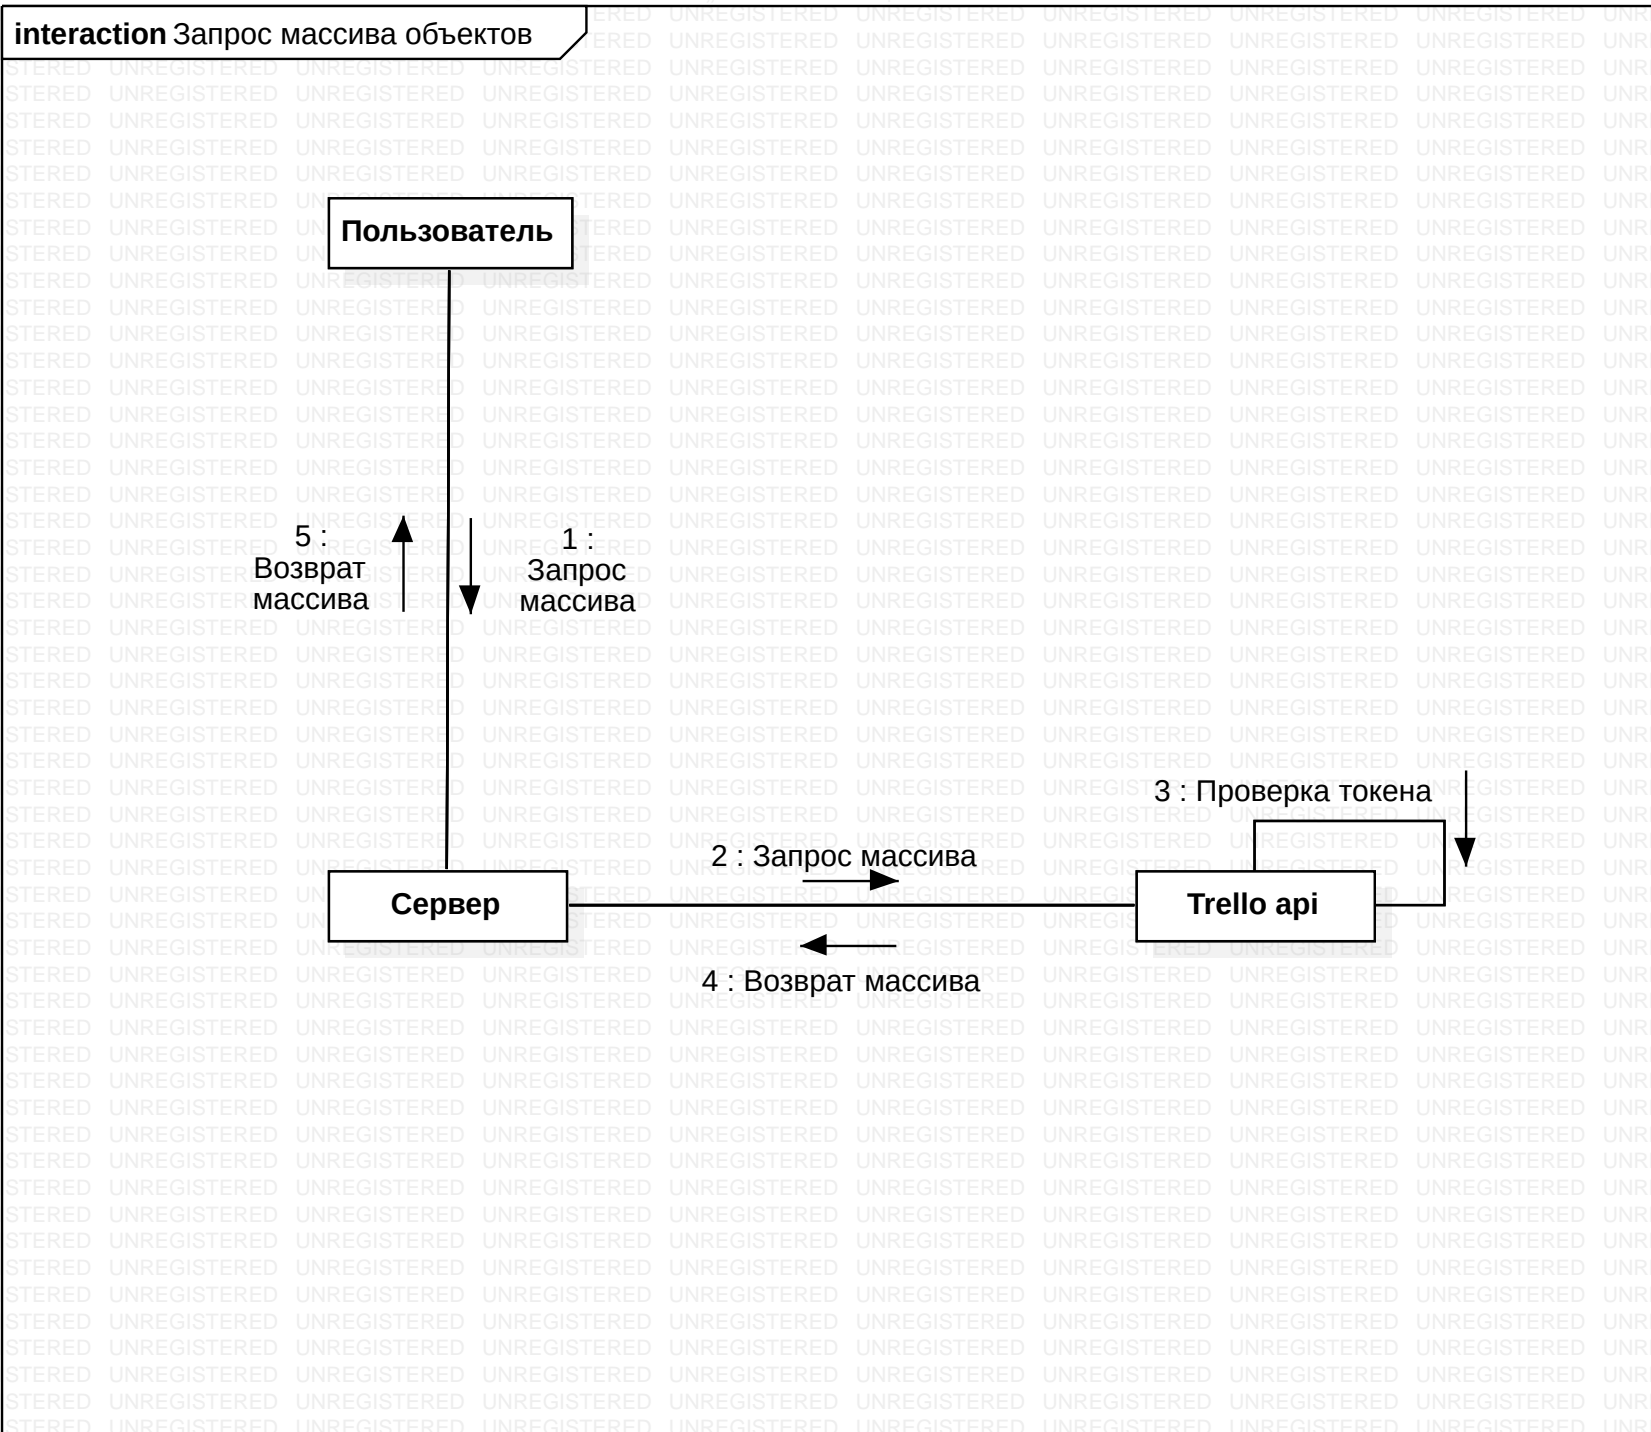 interaction Запрос массива объектов
Пользователь
5 :
Возврат
массива
1 :
Запрос
массива
3 : Проверка токена
2 : Запрос массива
Сервер
Trello api
4 : Возврат массива
UNREGISTERED